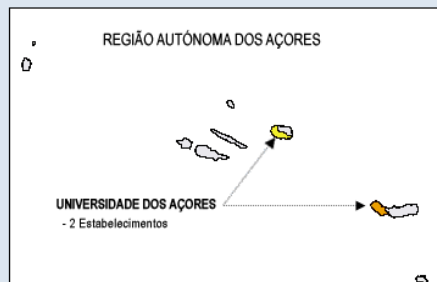 REGIÃO AUTÓNOMA DOS AÇORES
UNIVERSIDADE DOS AÇORES
- 2 Estabelecimentos